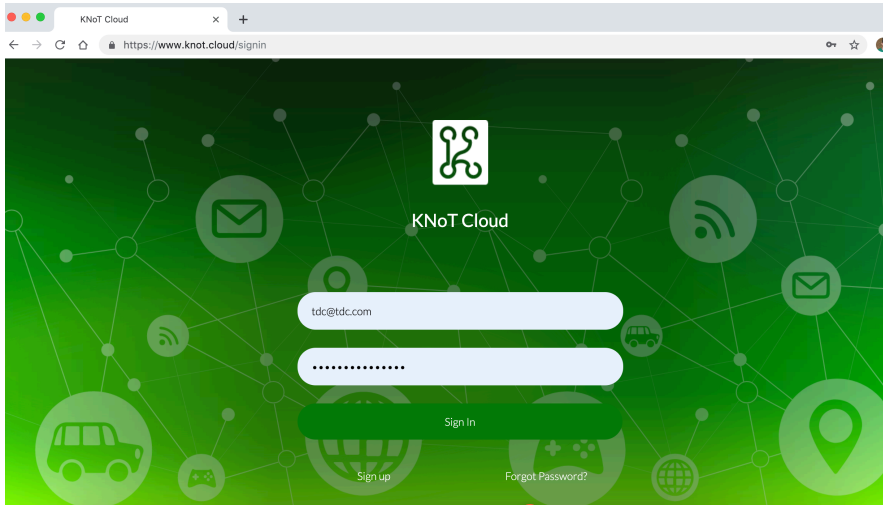 KNoT Cloud
https://www.knot.cloud/signin
KNoT Cloud
tdc@tdc.com
•••••••••••••••
Sign In
Sign up
Forgot Password?